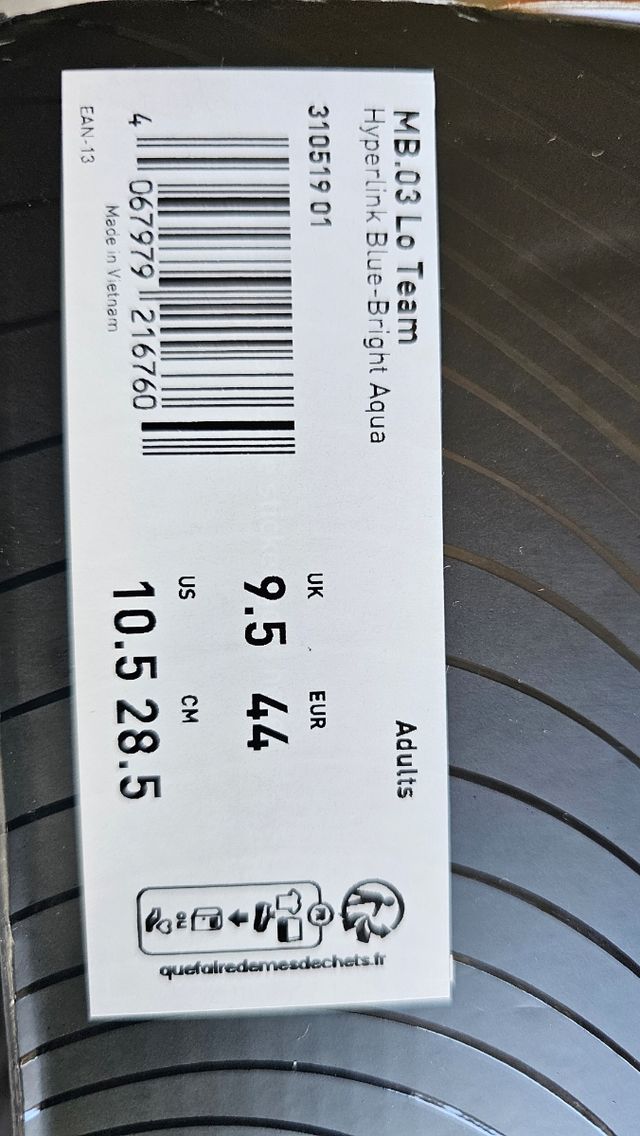 MB.03 Lo Team
Hyperlink Blue-Bright Aqua
Adults
310519 01
4 067979 216760
EAN-13
Made in Vietnam
UK EUR
9.5 44
US CM
10.5 28.5
FR
quefairedemesdechets.fr